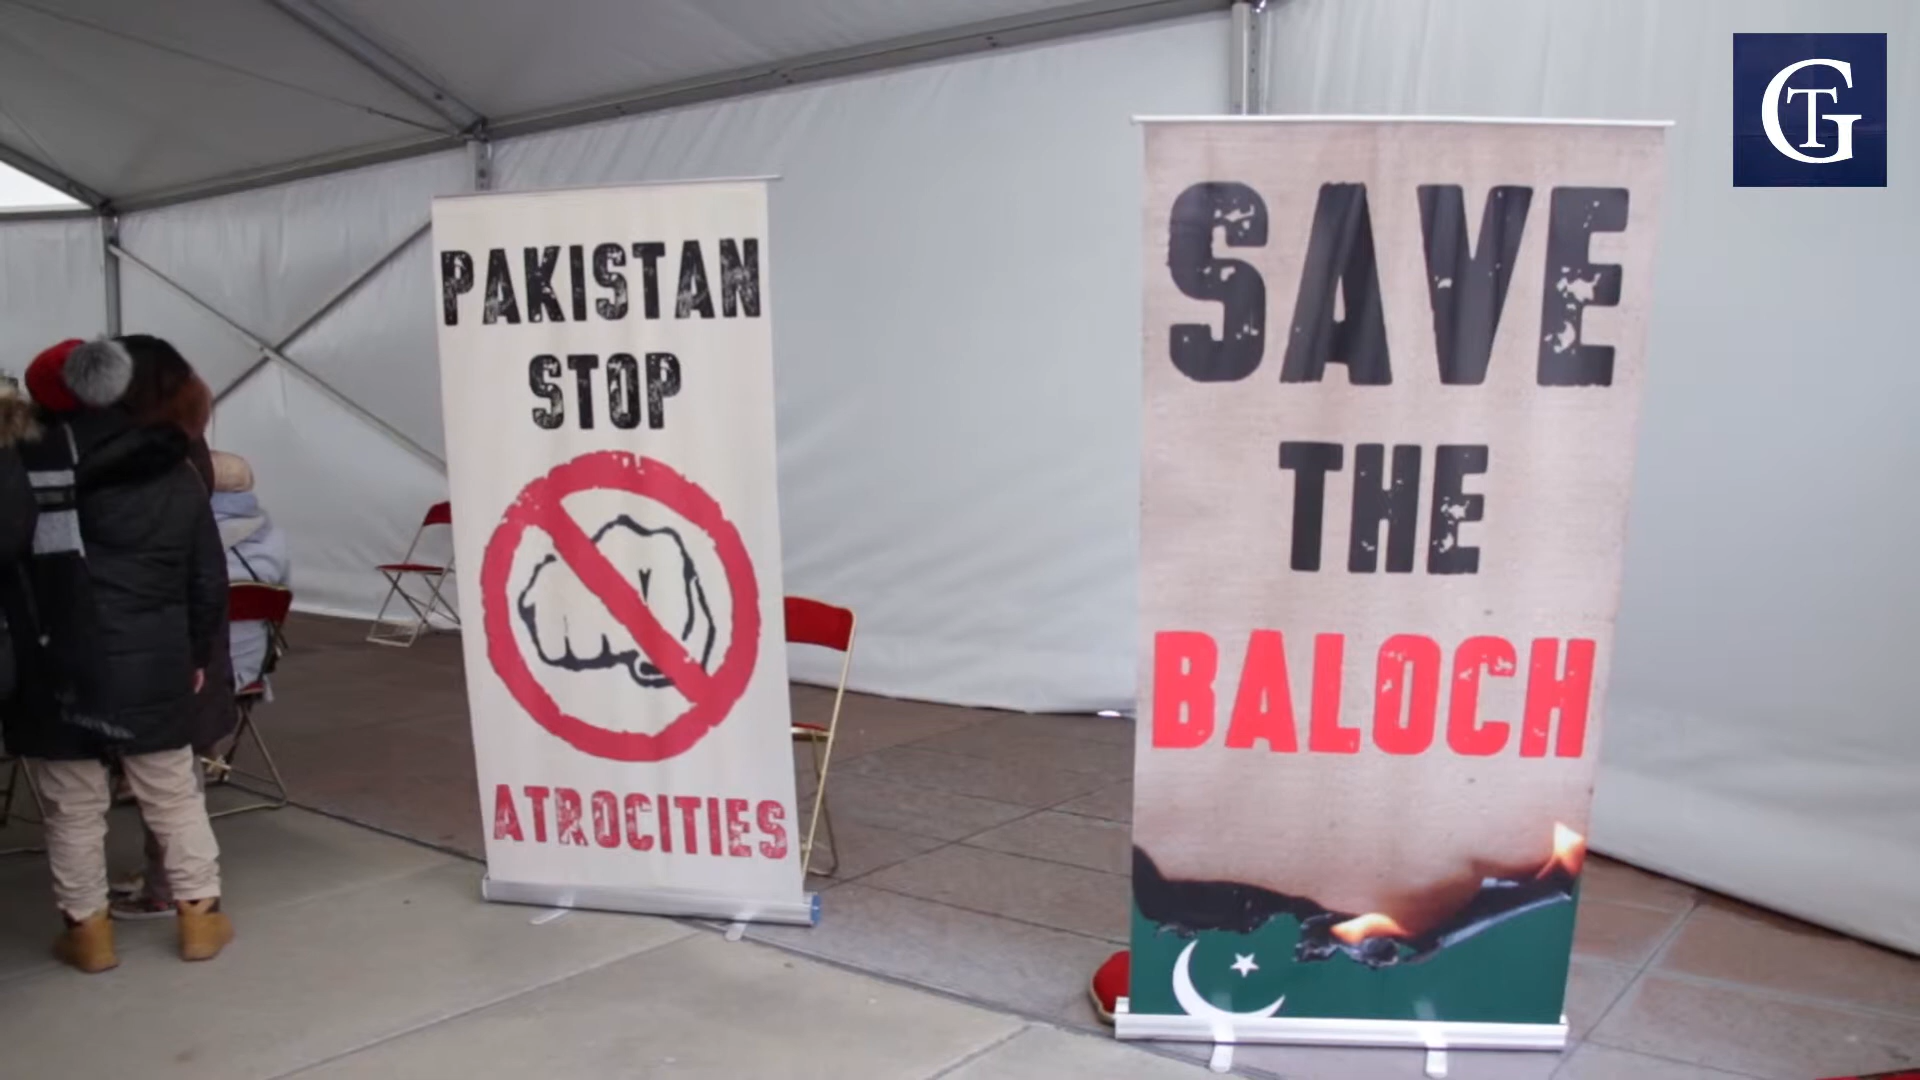 PAKISTAN
STOP
ATROCITIES
SAVE
THE
BALOCH
GT